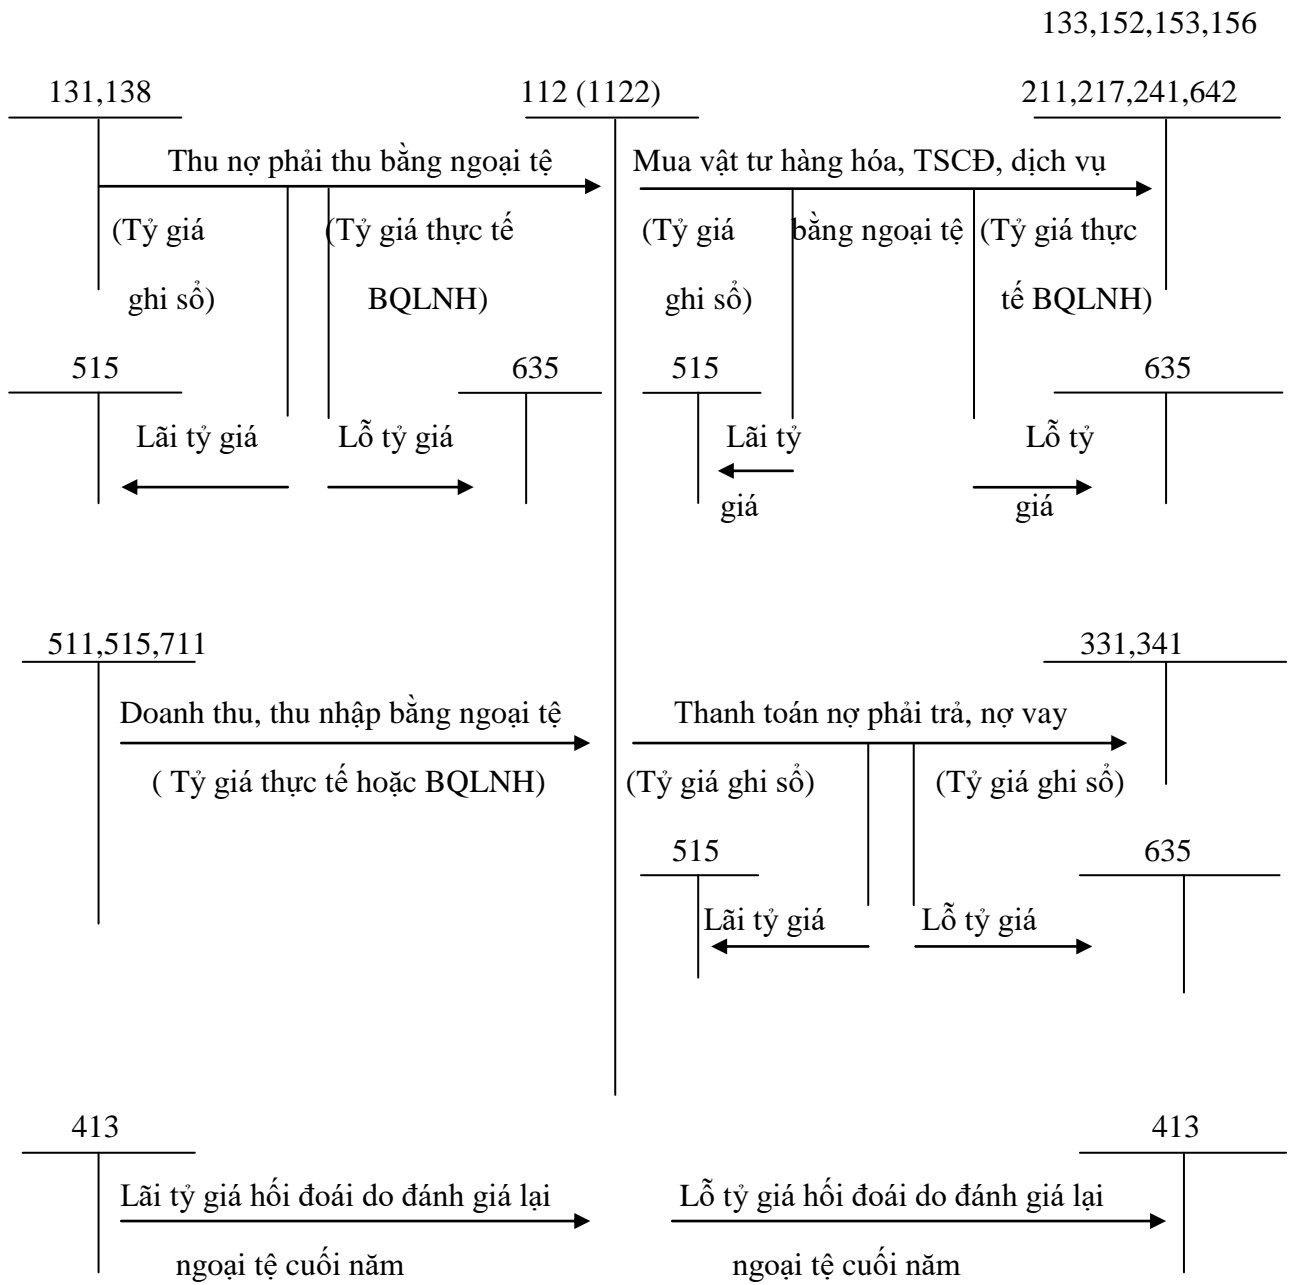 133,152,153,156
131,138 112 (1122) 211,217,241,642
Thu nợ phải thu bằng ngoại tệ Mua vật tư hàng hóa, TSCĐ, dịch vụ
(Tỷ giá (Tỷ giá thực tế (Tỷ giá bằng ngoại tệ (Tỷ giá thực
ghi sổ) BQLNH) ghi sổ) tế BQLNH)
515 635 515 635
Lãi tỷ giá Lỗ tỷ giá Lãi tỷ Lỗ tỷ
giá giá
511,515,711 331,341
Doanh thu, thu nhập bằng ngoại tệ Thanh toán nợ phải trả, nợ vay
( Tỷ giá thực tế hoặc BQLNH) (Tỷ giá ghi sổ) (Tỷ giá ghi sổ)
515 635
Lãi tỷ giá Lỗ tỷ giá
413 413
Lãi tỷ giá hối đoái do đánh giá lại Lỗ tỷ giá hối đoái do đánh giá lại
ngoại tệ cuối năm ngoại tệ cuối năm